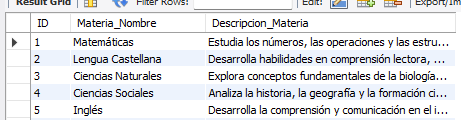 Result Grid Filter Rows: Edit: Export/Im
ID Materia_Nombre Descripcion_Materia
1 Matemáticas Estudia los números, las operaciones y las estru...
2 Lengua Castellana Desarrolla habilidades en comprensión lectora, ...
3 Ciencias Naturales Explora conceptos fundamentales de la biología...
4 Ciencias Sociales Analiza la historia, la geografía y la formación ci...
5 Inglés Desarrolla la comprensión y comunicación en el i...